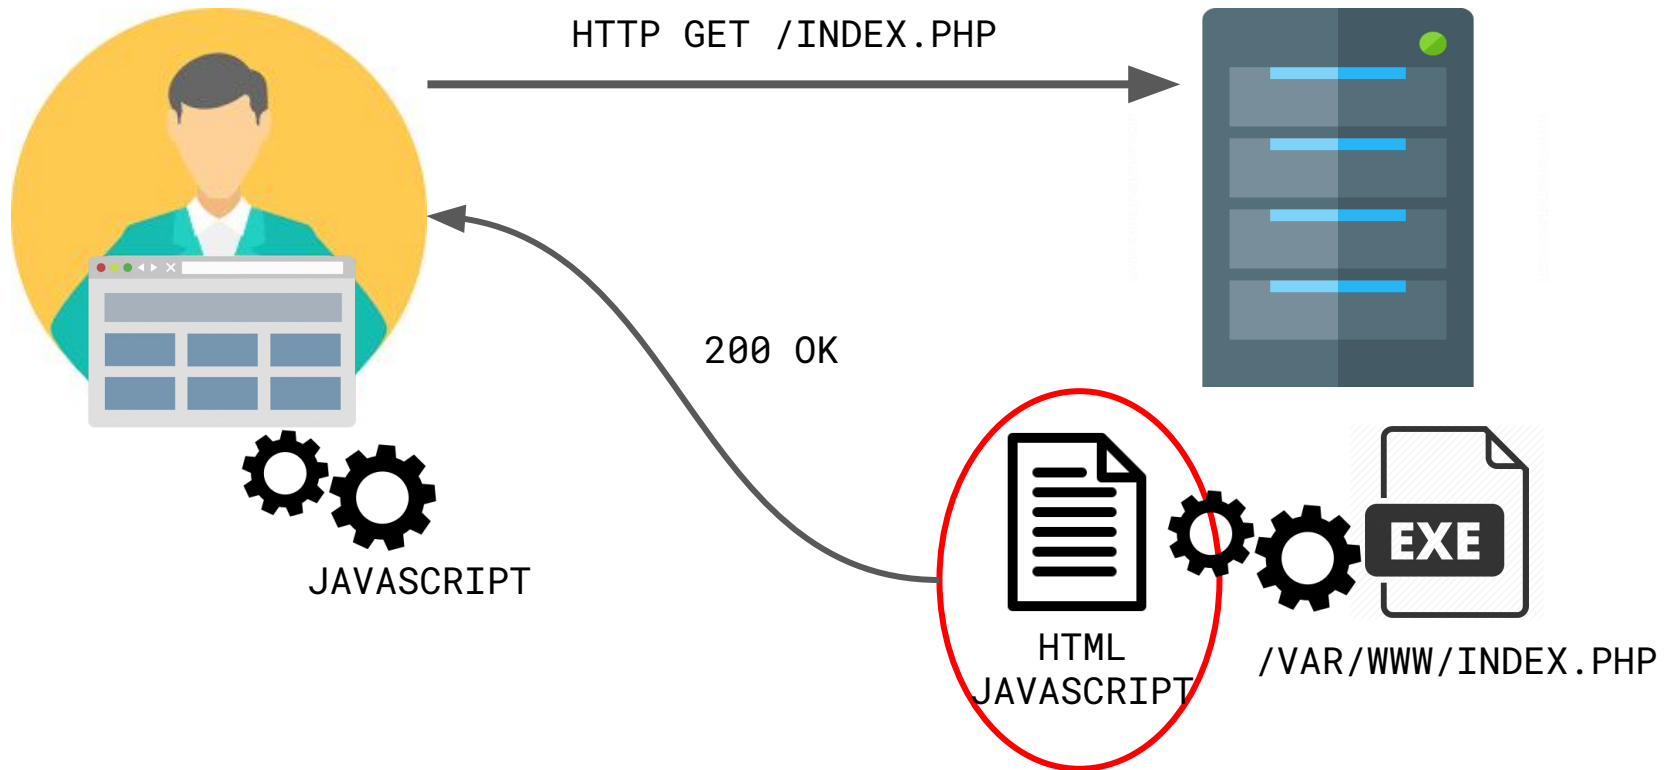 HTTP GET /INDEX.PHP
200 OK
JAVASCRIPT
EXE
HTML
JAVASCRIPT
/VAR/WWW/INDEX.PHP